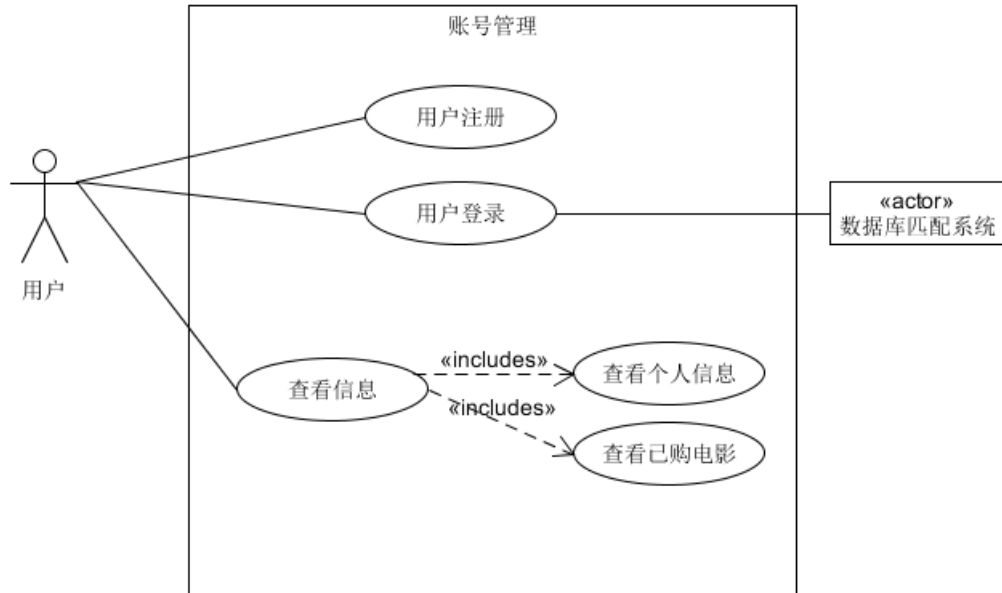 账号管理
用户注册
用户登录
«actor»
数据库匹配系统
用户
查看信息
«includes»
查看个人信息
«includes»
查看已购电影